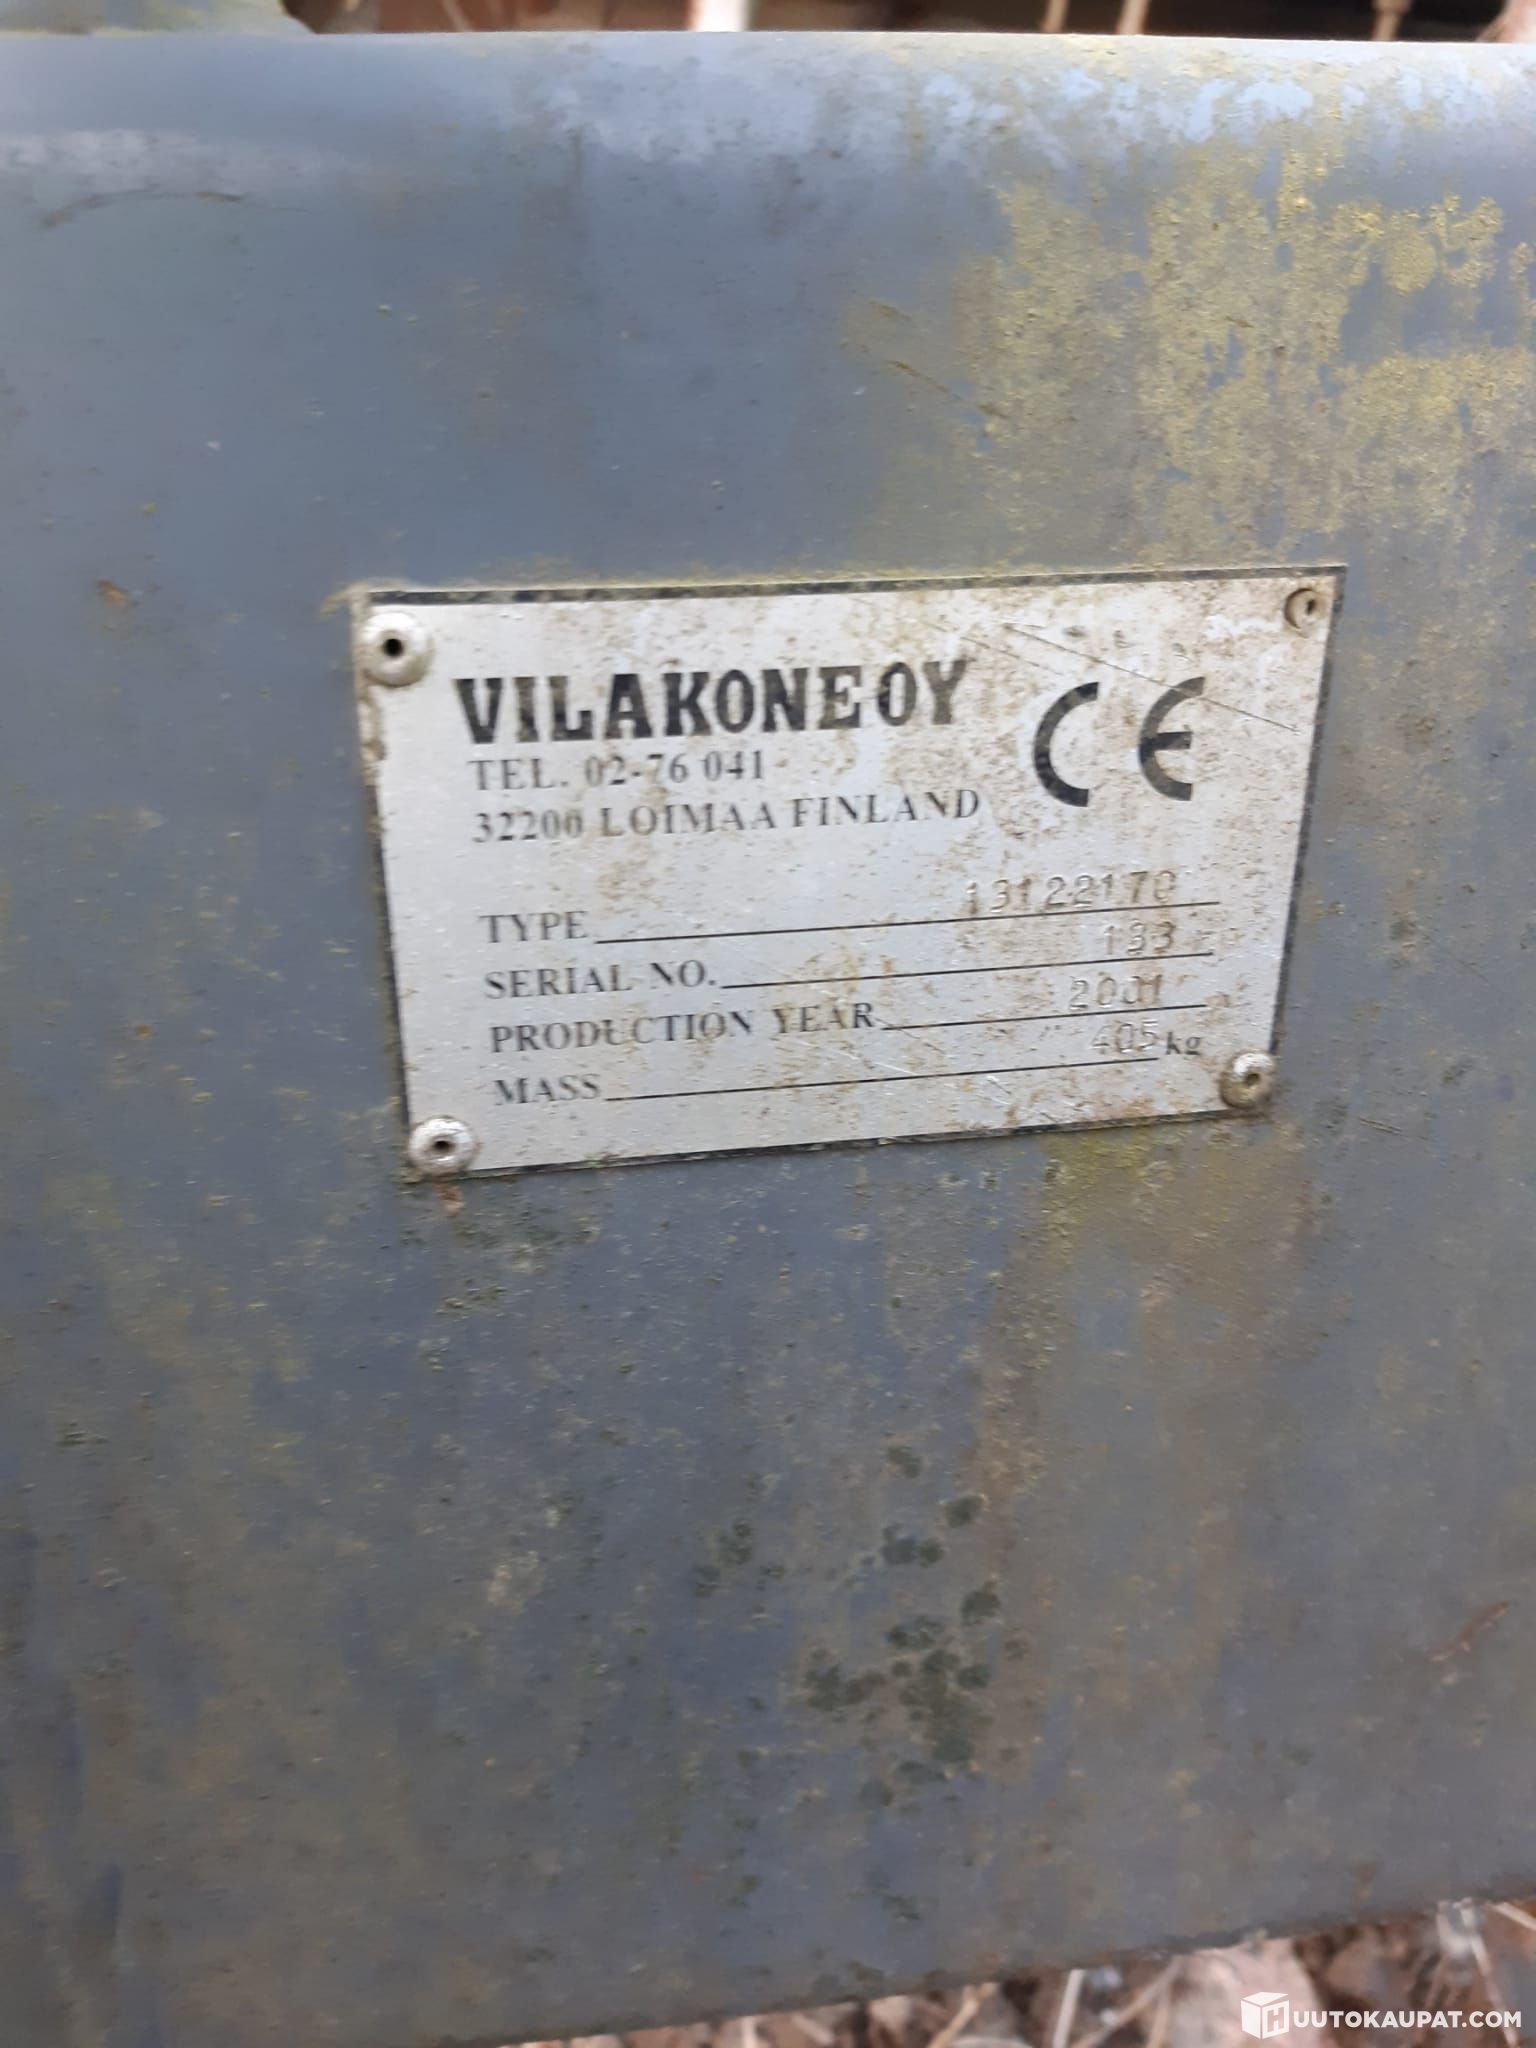 VILAKONE OY
CE
TEL. 02-76 041
32200 LOIMAA FINLAND
TYPE 13122170
SERIAL NO. 133
PRODUCTION YEAR 2001
MASS 405 kg
HUUTOKAUPAT.COM